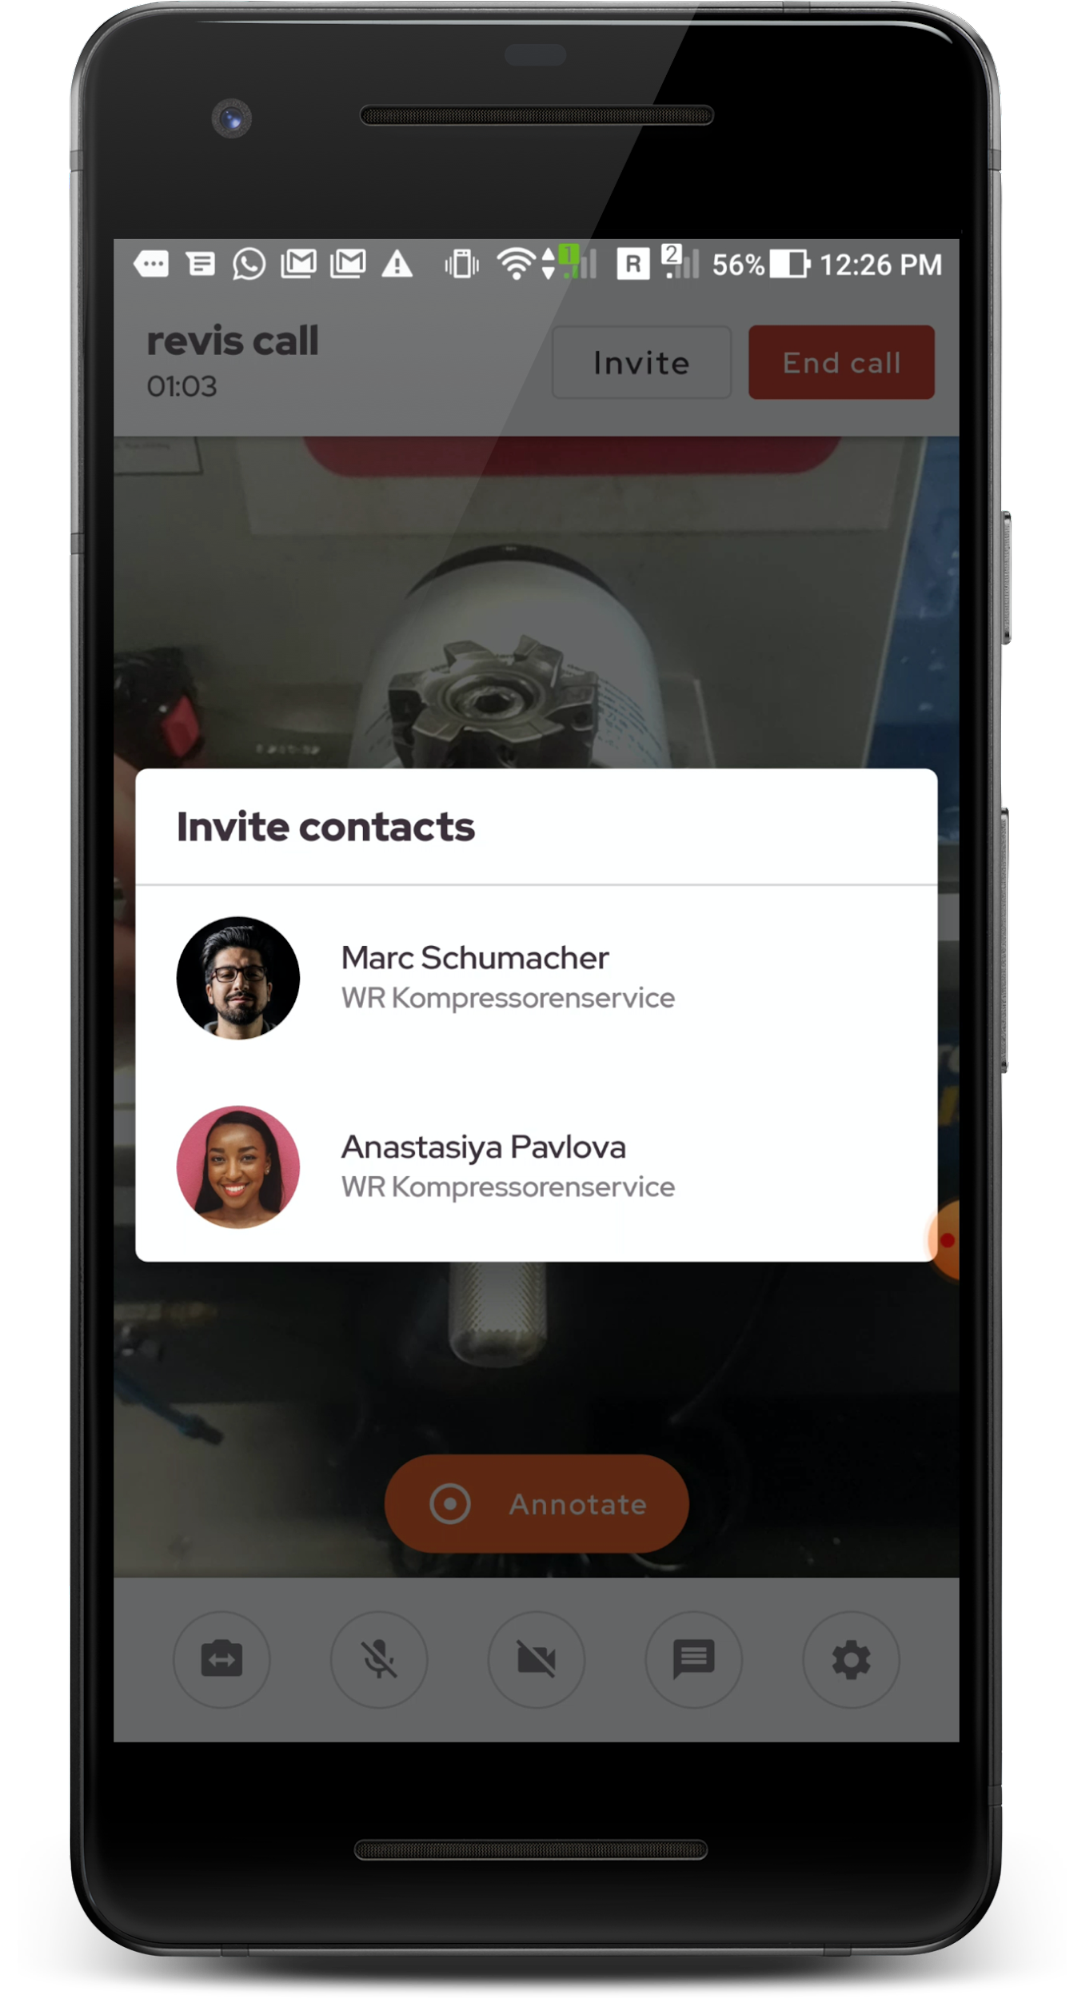 1 R 2 56% 12:26 PM
revis call
01:03
Invite
End call
Invite contacts
Marc Schumacher
WR Kompressorenservice
Anastasiya Pavlova
WR Kompressorenservice
Annotate